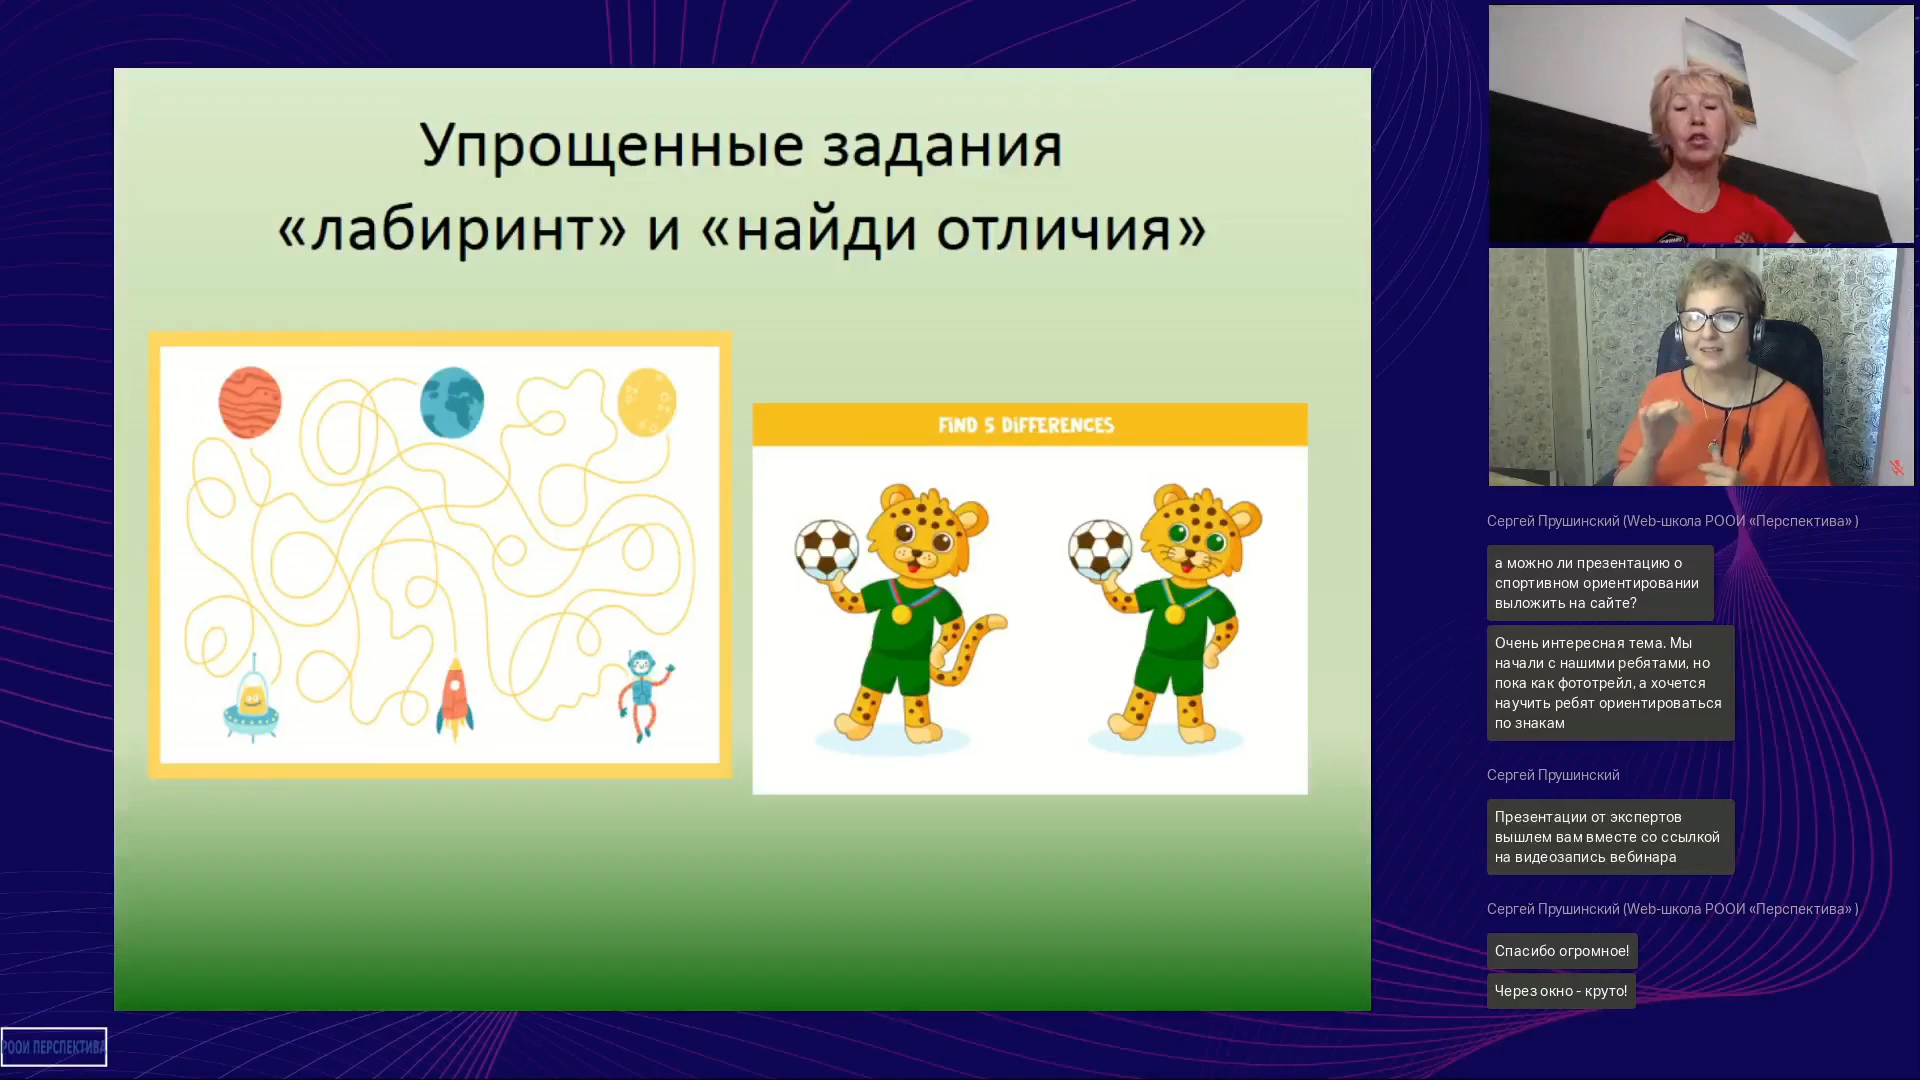 Упрощенные задания
«лабиринт» и «найди отличия»
FIND 5 DIFFERENCES
Сергей Прушинский (Web-школа РООИ «Перспектива» )
а можно ли презентацию о
спортивном ориентировании
выложить на сайте?
Очень интересная тема. Мы
начали с нашими ребятами, но
пока как фототрейл, а хочется
научить ребят ориентироваться
по знакам
Сергей Прушинский
Презентации от экспертов
вышлем вам вместе со ссылкой
на видеозапись вебинара
Сергей Прушинский (Web-школа РООИ «Перспектива» )
Спасибо огромное!
Через окно - круто!
РООИ ПЕРСПЕКТИВА